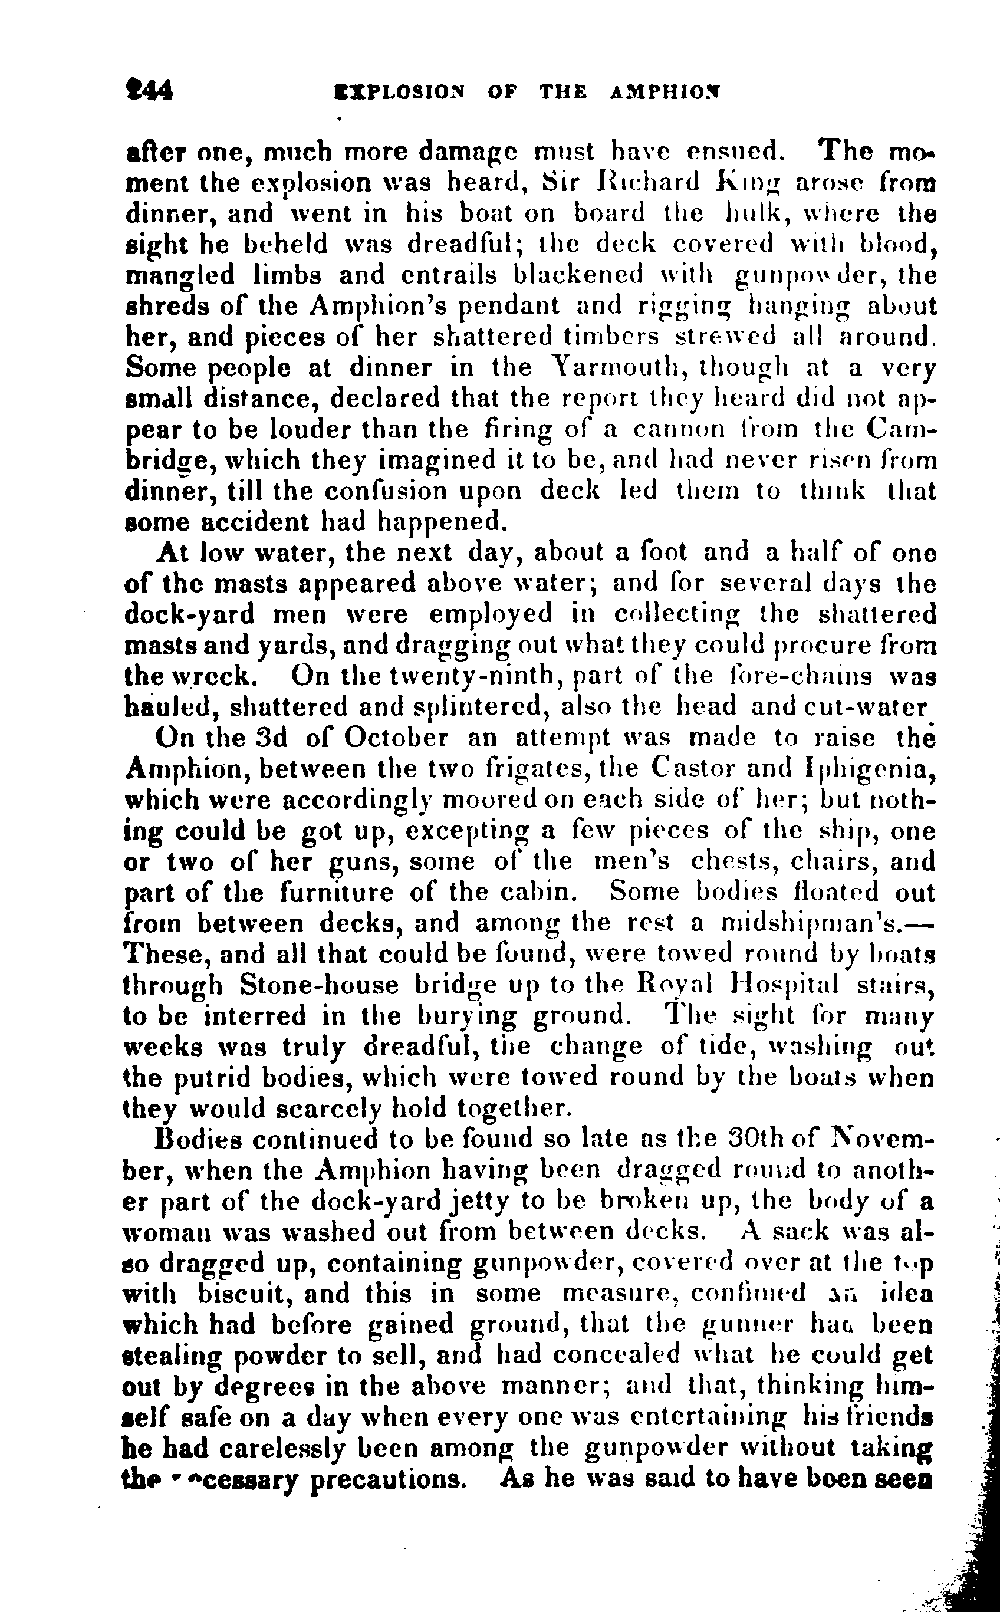 244 EXPLOSION OF THE AMPHION
after one, much more damage must have ensued. The mo-
ment the explosion was heard, Sir Richard King arose from
dinner, and went in his boat on board the hulk, where the
sight he beheld was dreadful; the deck covered with blood,
mangled limbs and entrails blackened with gunpowder, the
shreds of the Amphion's pendant and rigging hanging about
her, and pieces of her shattered timbers strewed all around.
Some people at dinner in the Yarmouth, though at a very
small distance, declared that the report they heard did not ap-
pear to be louder than the firing of a cannon from the Cam-
bridge, which they imagined it to be, and had never risen from
dinner, till the confusion upon deck led them to think that
some accident had happened.
At low water, the next day, about a foot and a half of one
of the masts appeared above water; and for several days the
dock-yard men were employed in collecting the shattered
masts and yards, and dragging out what they could procure from
the wreck. On the twenty-ninth, part of the fore-chains was
hauled, shattered and splintered, also the head and cut-water.
On the 3d of October an attempt was made to raise the
Amphion, between the two frigates, the Castor and Iphigenia,
which were accordingly moored on each side of her; but noth-
ing could be got up, excepting a few pieces of the ship, one
or two of her guns, some of the men's chests, chairs, and
part of the furniture of the cabin. Some bodies floated out
from between decks, and among the rest a midshipman's.—
These, and all that could be found, were towed round by boats
through Stone-house bridge up to the Royal Hospital stairs,
to be interred in the burying ground. The sight for many
weeks was truly dreadful, the change of tide, washing out
the putrid bodies, which were towed round by the boats when
they would scarcely hold together.
Bodies continued to be found so late as the 30th of Novem-
ber, when the Amphion having been dragged round to anoth-
er part of the dock-yard jetty to be broken up, the body of a
woman was washed out from between decks. A sack was al-
so dragged up, containing gunpowder, covered over at the top
with biscuit, and this in some measure, confirmed an idea
which had before gained ground, that the gunner had been
stealing powder to sell, and had concealed what he could get
out by degrees in the above manner; and that, thinking him-
self safe on a day when every one was entertaining his friends
he had carelessly been among the gunpowder without taking
the necessary precautions. As he was said to have been seen